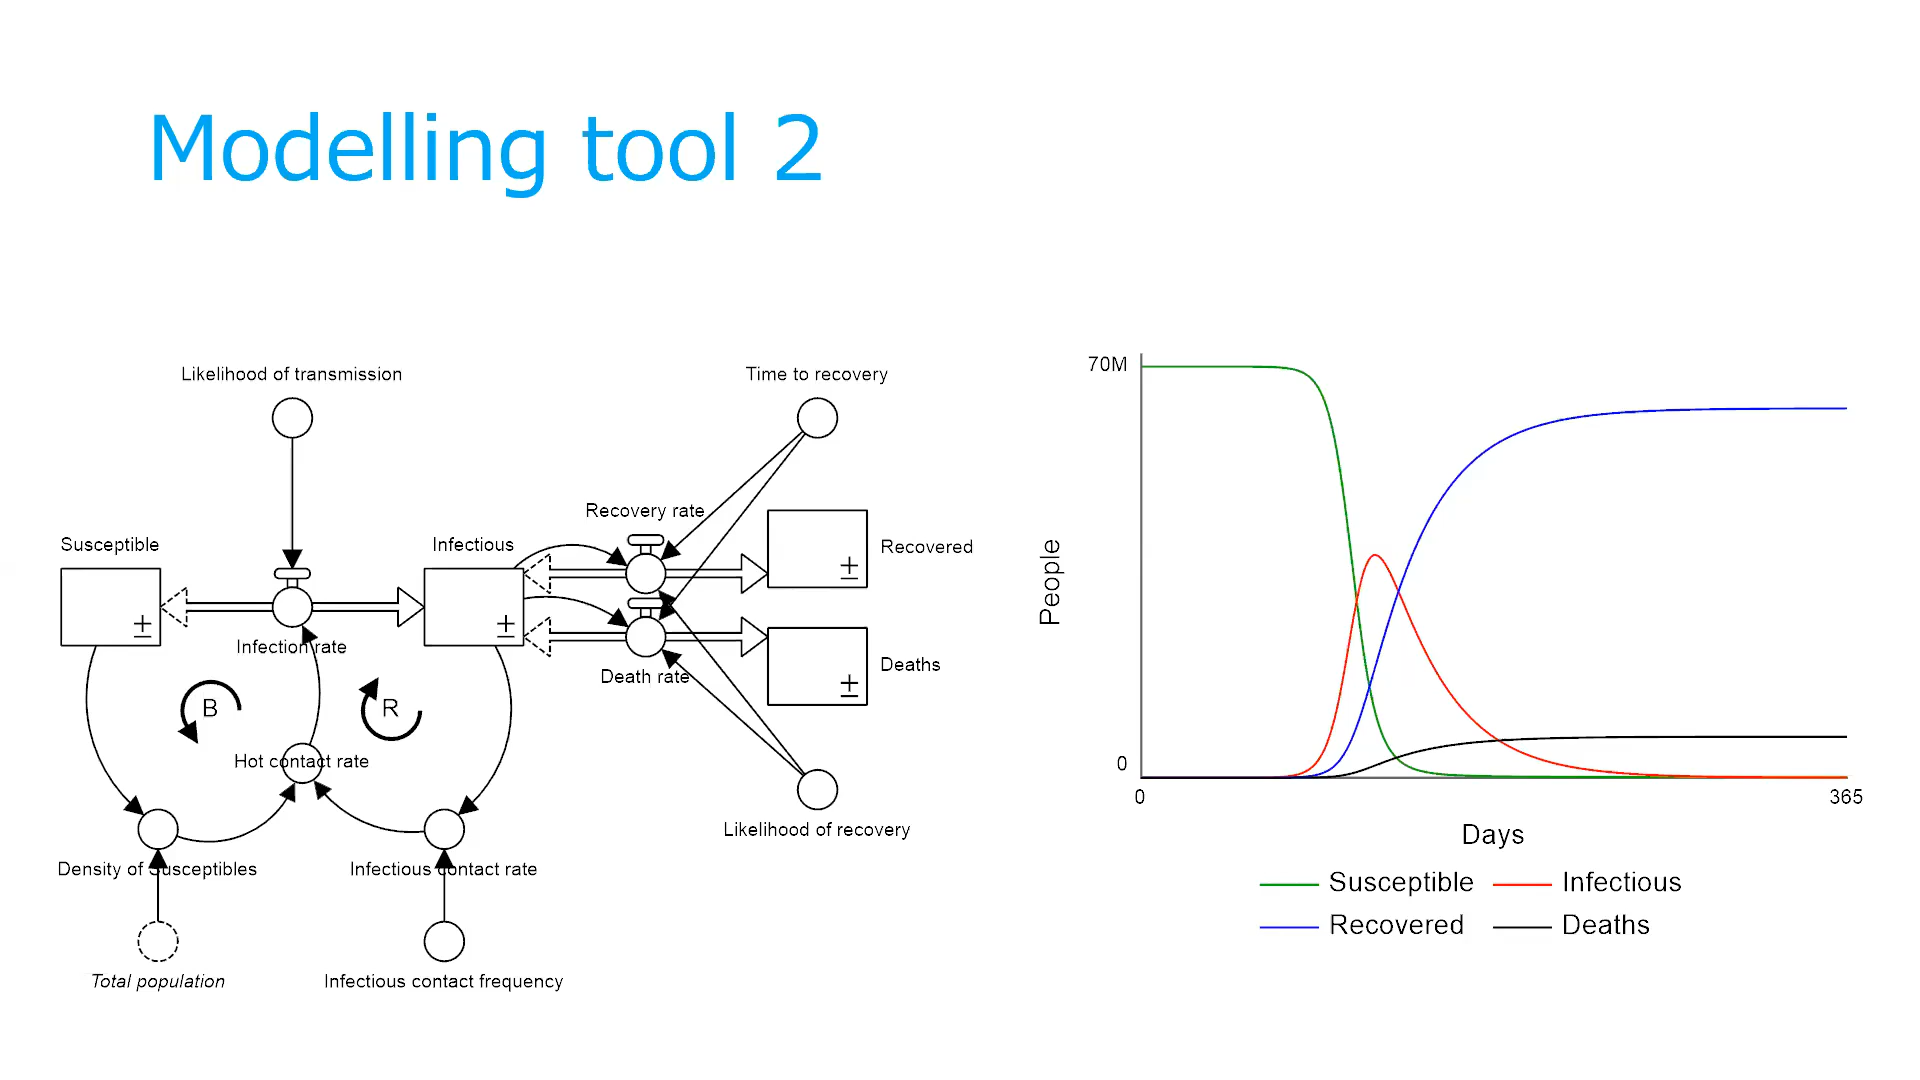 Modelling tool 2
Likelihood of transmission
Time to recovery
Recovery rate
Susceptible
Infectious
Recovered
±
±
±
Infection rate
Death rate
Deaths
±
B
R
Hot contact rate
Likelihood of recovery
Density of Susceptibles
Infectious contact rate
Total population
Infectious contact frequency
70M
People
0
0
365
Days
Susceptible
Infectious
Recovered
Deaths